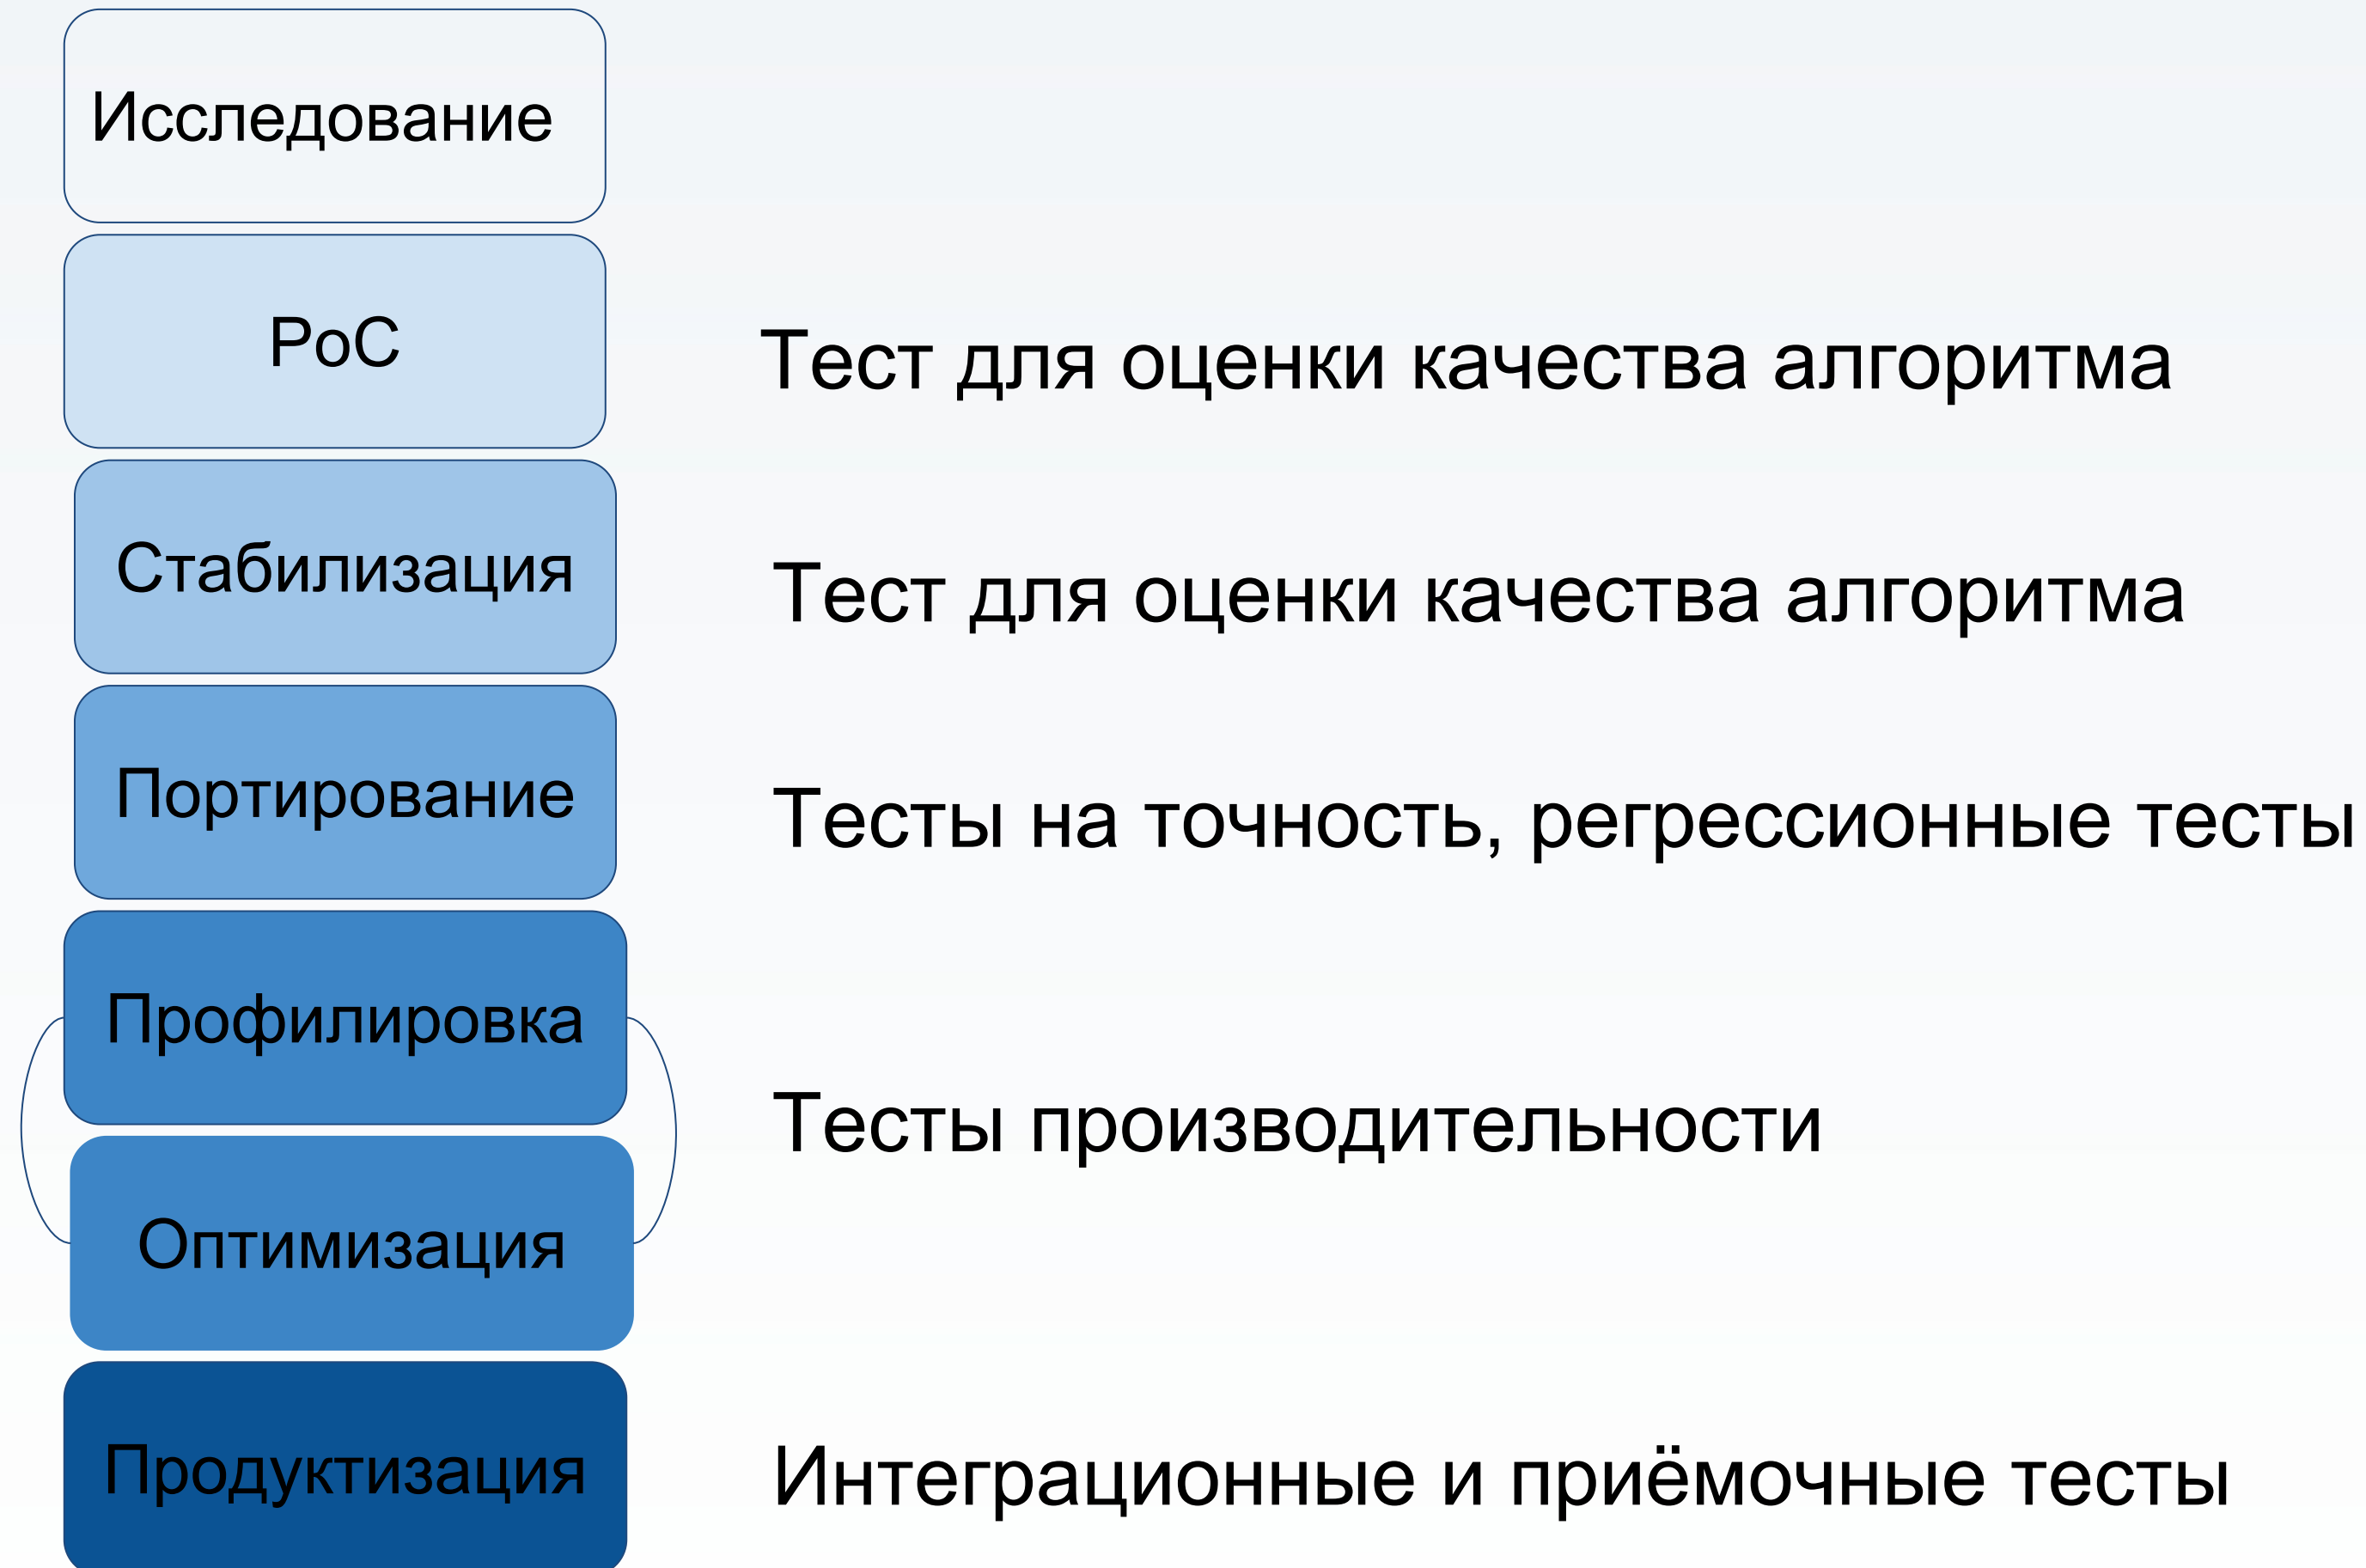 Исследование
PoC
Тест для оценки качества алгоритма
Стабилизация
Тест для оценки качества алгоритма
Портирование
Тесты на точность, регрессионные тесты
Профилировка
Тесты производительности
Оптимизация
Продуктизация
Интеграционные и приёмочные тесты